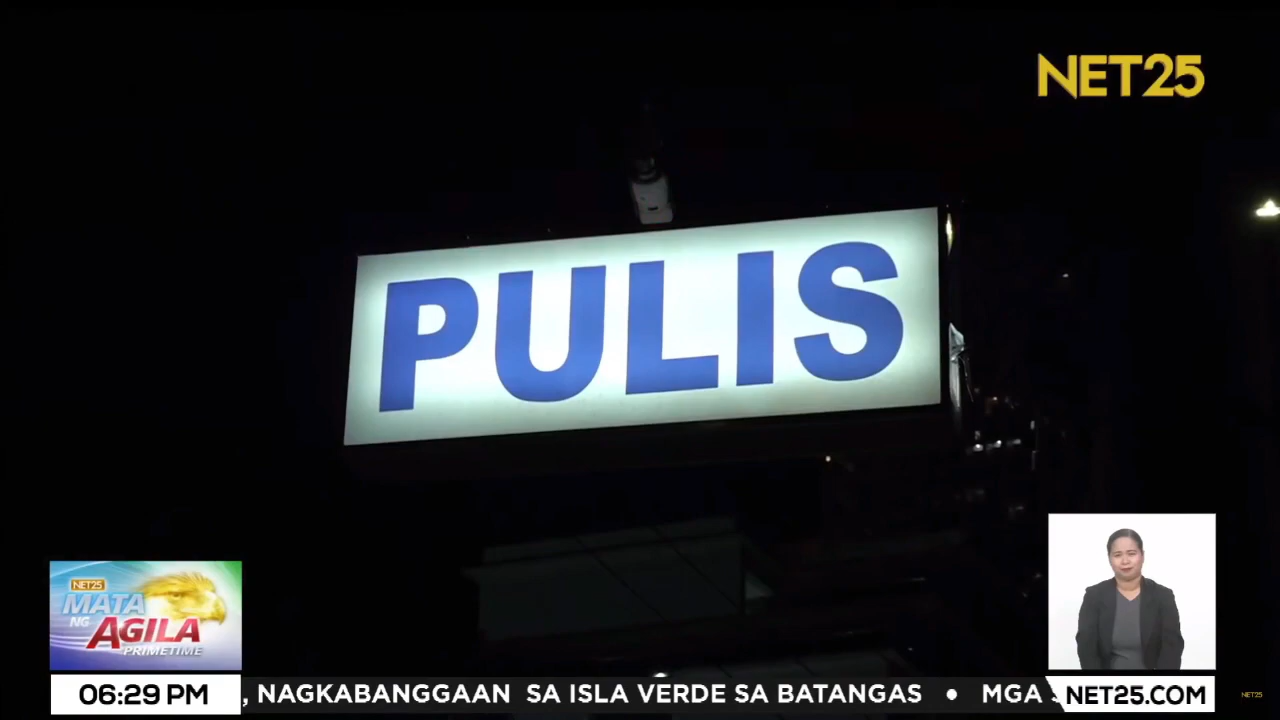 NET25
PULIS
NET25
MATA
NG
AGILA
PRIMETIME
06:29 PM
, NAGKABANGGAAN SA ISLA VERDE SA BATANGAS • MGA
NET25.COM
NET25